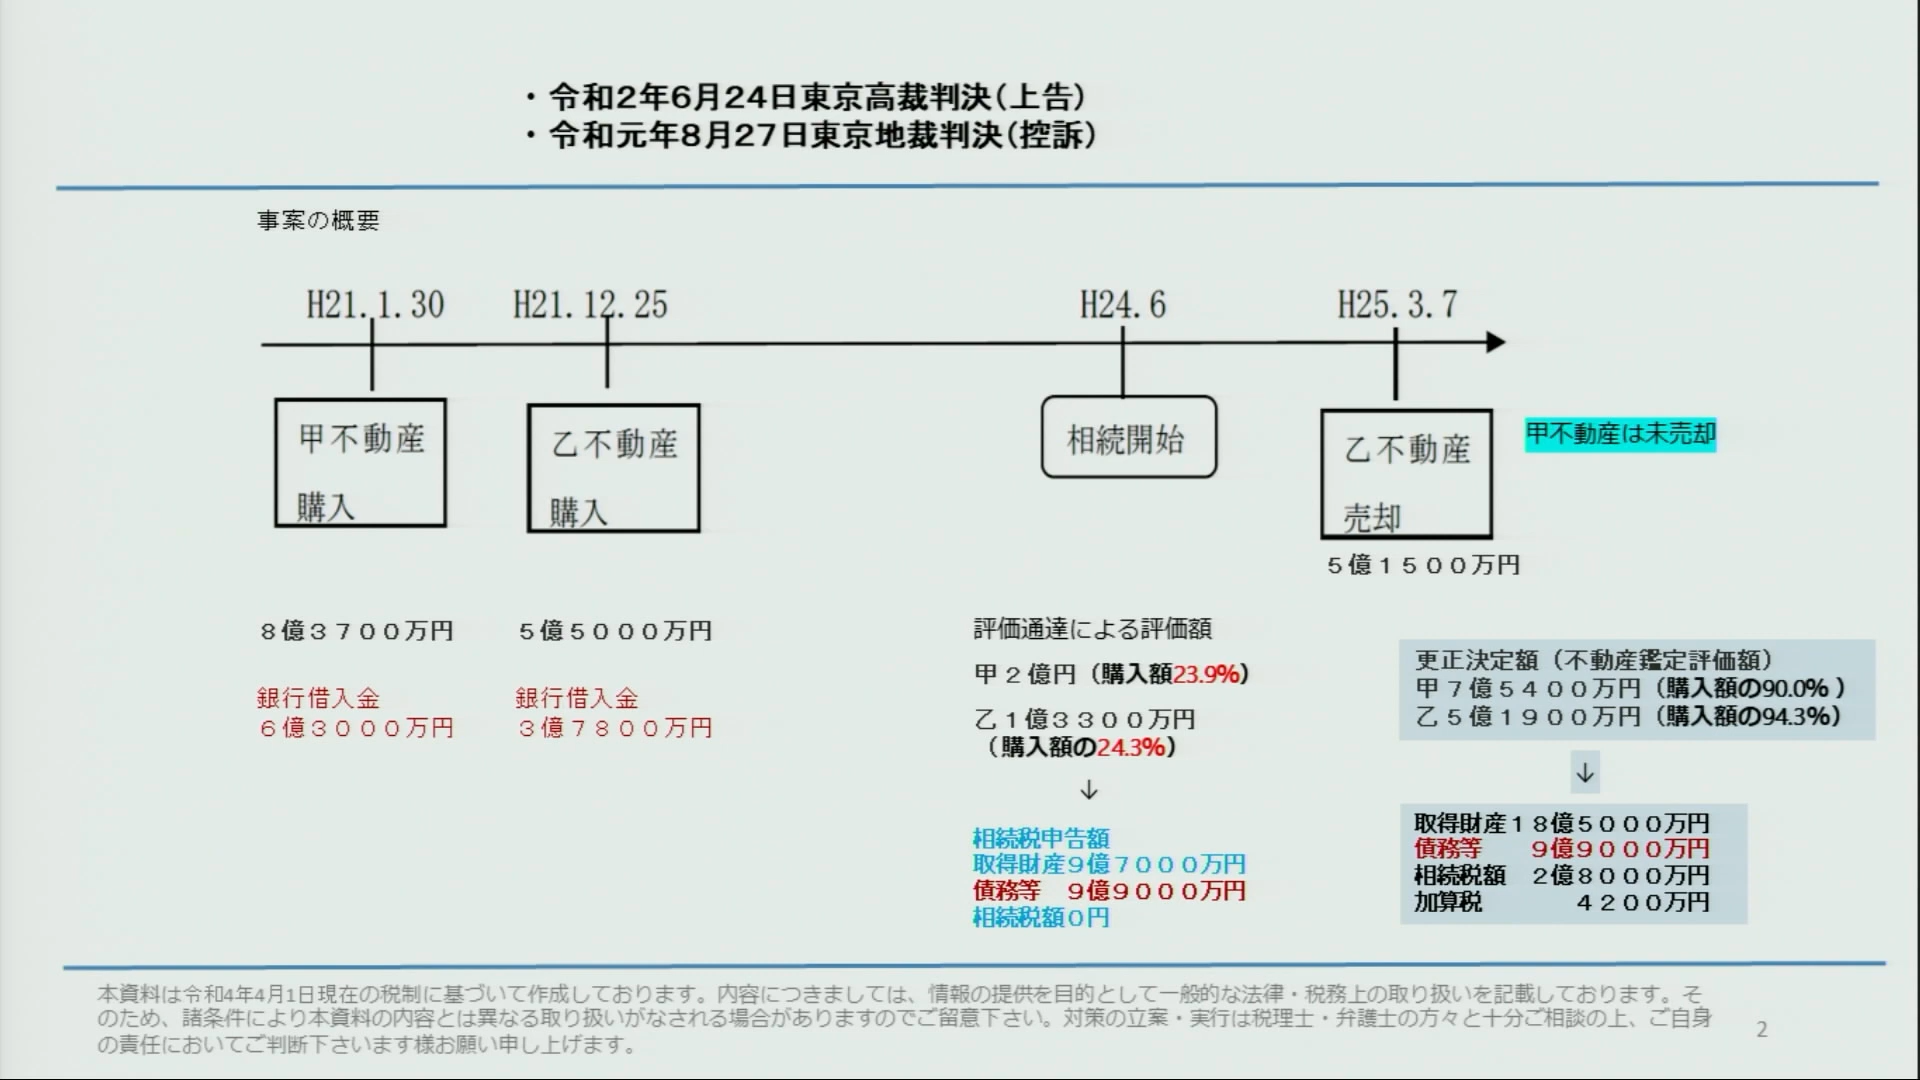 ・令和2年6月24日東京高裁判決(上告)
・令和元年8月27日東京地裁判決(控訴)
事案の概要
H21.1.30
H21.12.25
H24.6
H25.3.7
甲不動産
購入
乙不動産
購入
相続開始
乙不動産
売却
甲不動産は未売却
5億1500万円
8億3700万円
5億5000万円
銀行借入金
6億3000万円
銀行借入金
3億7800万円
評価通達による評価額
甲2億円（購入額23.9%）
乙1億3300万円
（購入額の24.3%）
↓
相続税申告額
取得財産9億7000万円
債務等　9億9000万円
相続税額0円
更正決定額（不動産鑑定評価額）
甲7億5400万円（購入額の90.0%）
乙5億1900万円（購入額の94.3%）
↓
取得財産18億5000万円
債務等　9億9000万円
相続税額　2億8000万円
加算税　4200万円
本資料は令和4年4月1日現在の税制に基づいて作成しております。内容につきましては、情報の提供を目的として一般的な法律・税務上の取り扱いを記載しております。そ
のため、諸条件により本資料の内容とは異なる取り扱いがなされる場合がありますのでご留意下さい。対策の立案・実行は税理士・弁護士の方々と十分ご相談の上、ご自身
の責任においてご判断下さいます様お願い申し上げます。
2